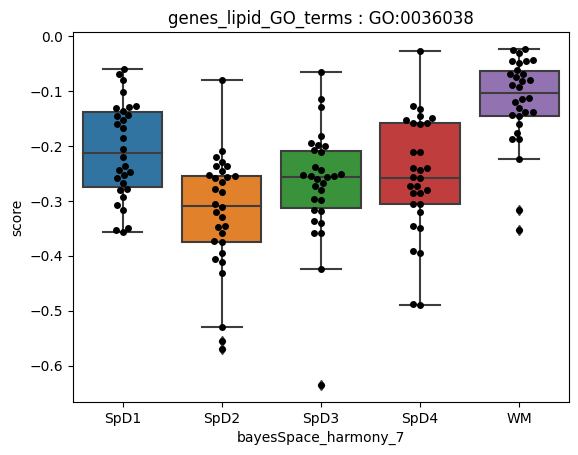 genes_lipid_GO_terms : GO:0036038
0.0
−0.1
−0.2
−0.3
−0.4
−0.5
−0.6
score
SpD1 SpD2 SpD3 SpD4 WM
bayesSpace_harmony_7